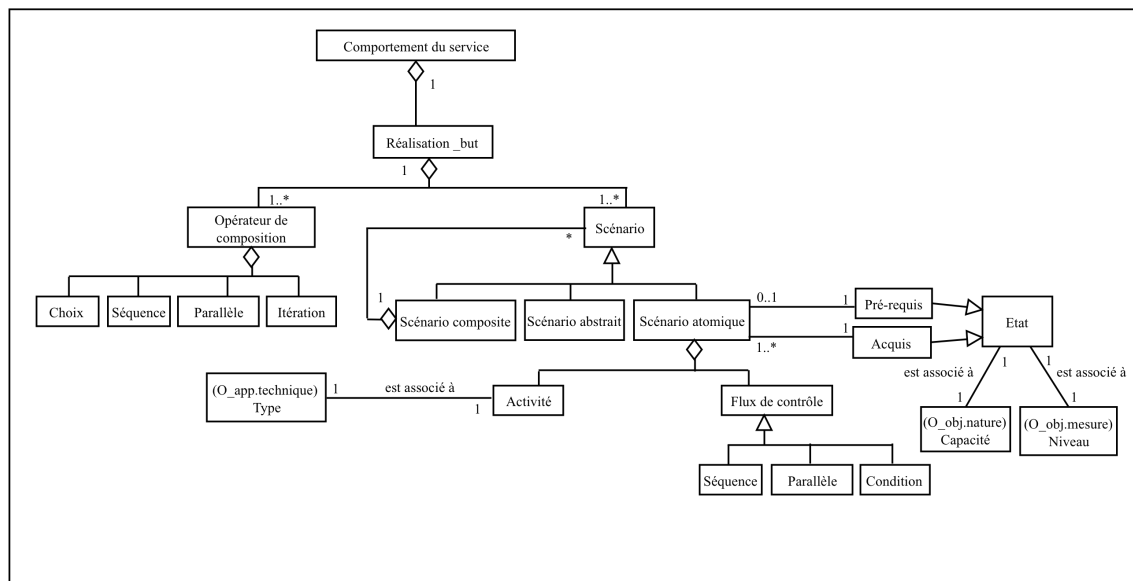 Comportement du service
1
Réalisation _but
1
1..*
1..*
Opérateur de
composition
Scénario
*
1
Choix
Séquence
Parallèle
Itération
Scénario composite
Scénario abstrait
Scénario atomique
0..1
1
Pré-requis
1..*
1
Acquis
Etat
1
1
est associé à
est associé à
1
1
(O_obj.nature)
Capacité
(O_obj.mesure)
Niveau
(O_app.technique)
Type
1
est associé à
1
Activité
Flux de contrôle
Séquence
Parallèle
Condition